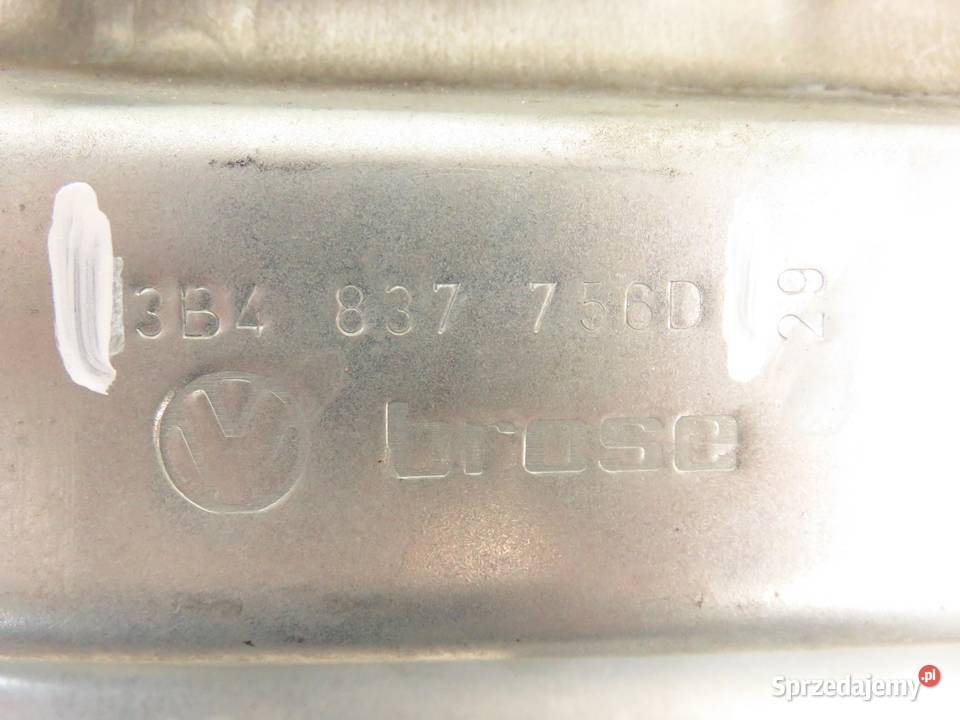 3B4 837 756D
29
brose
Sprzedajemy.pl